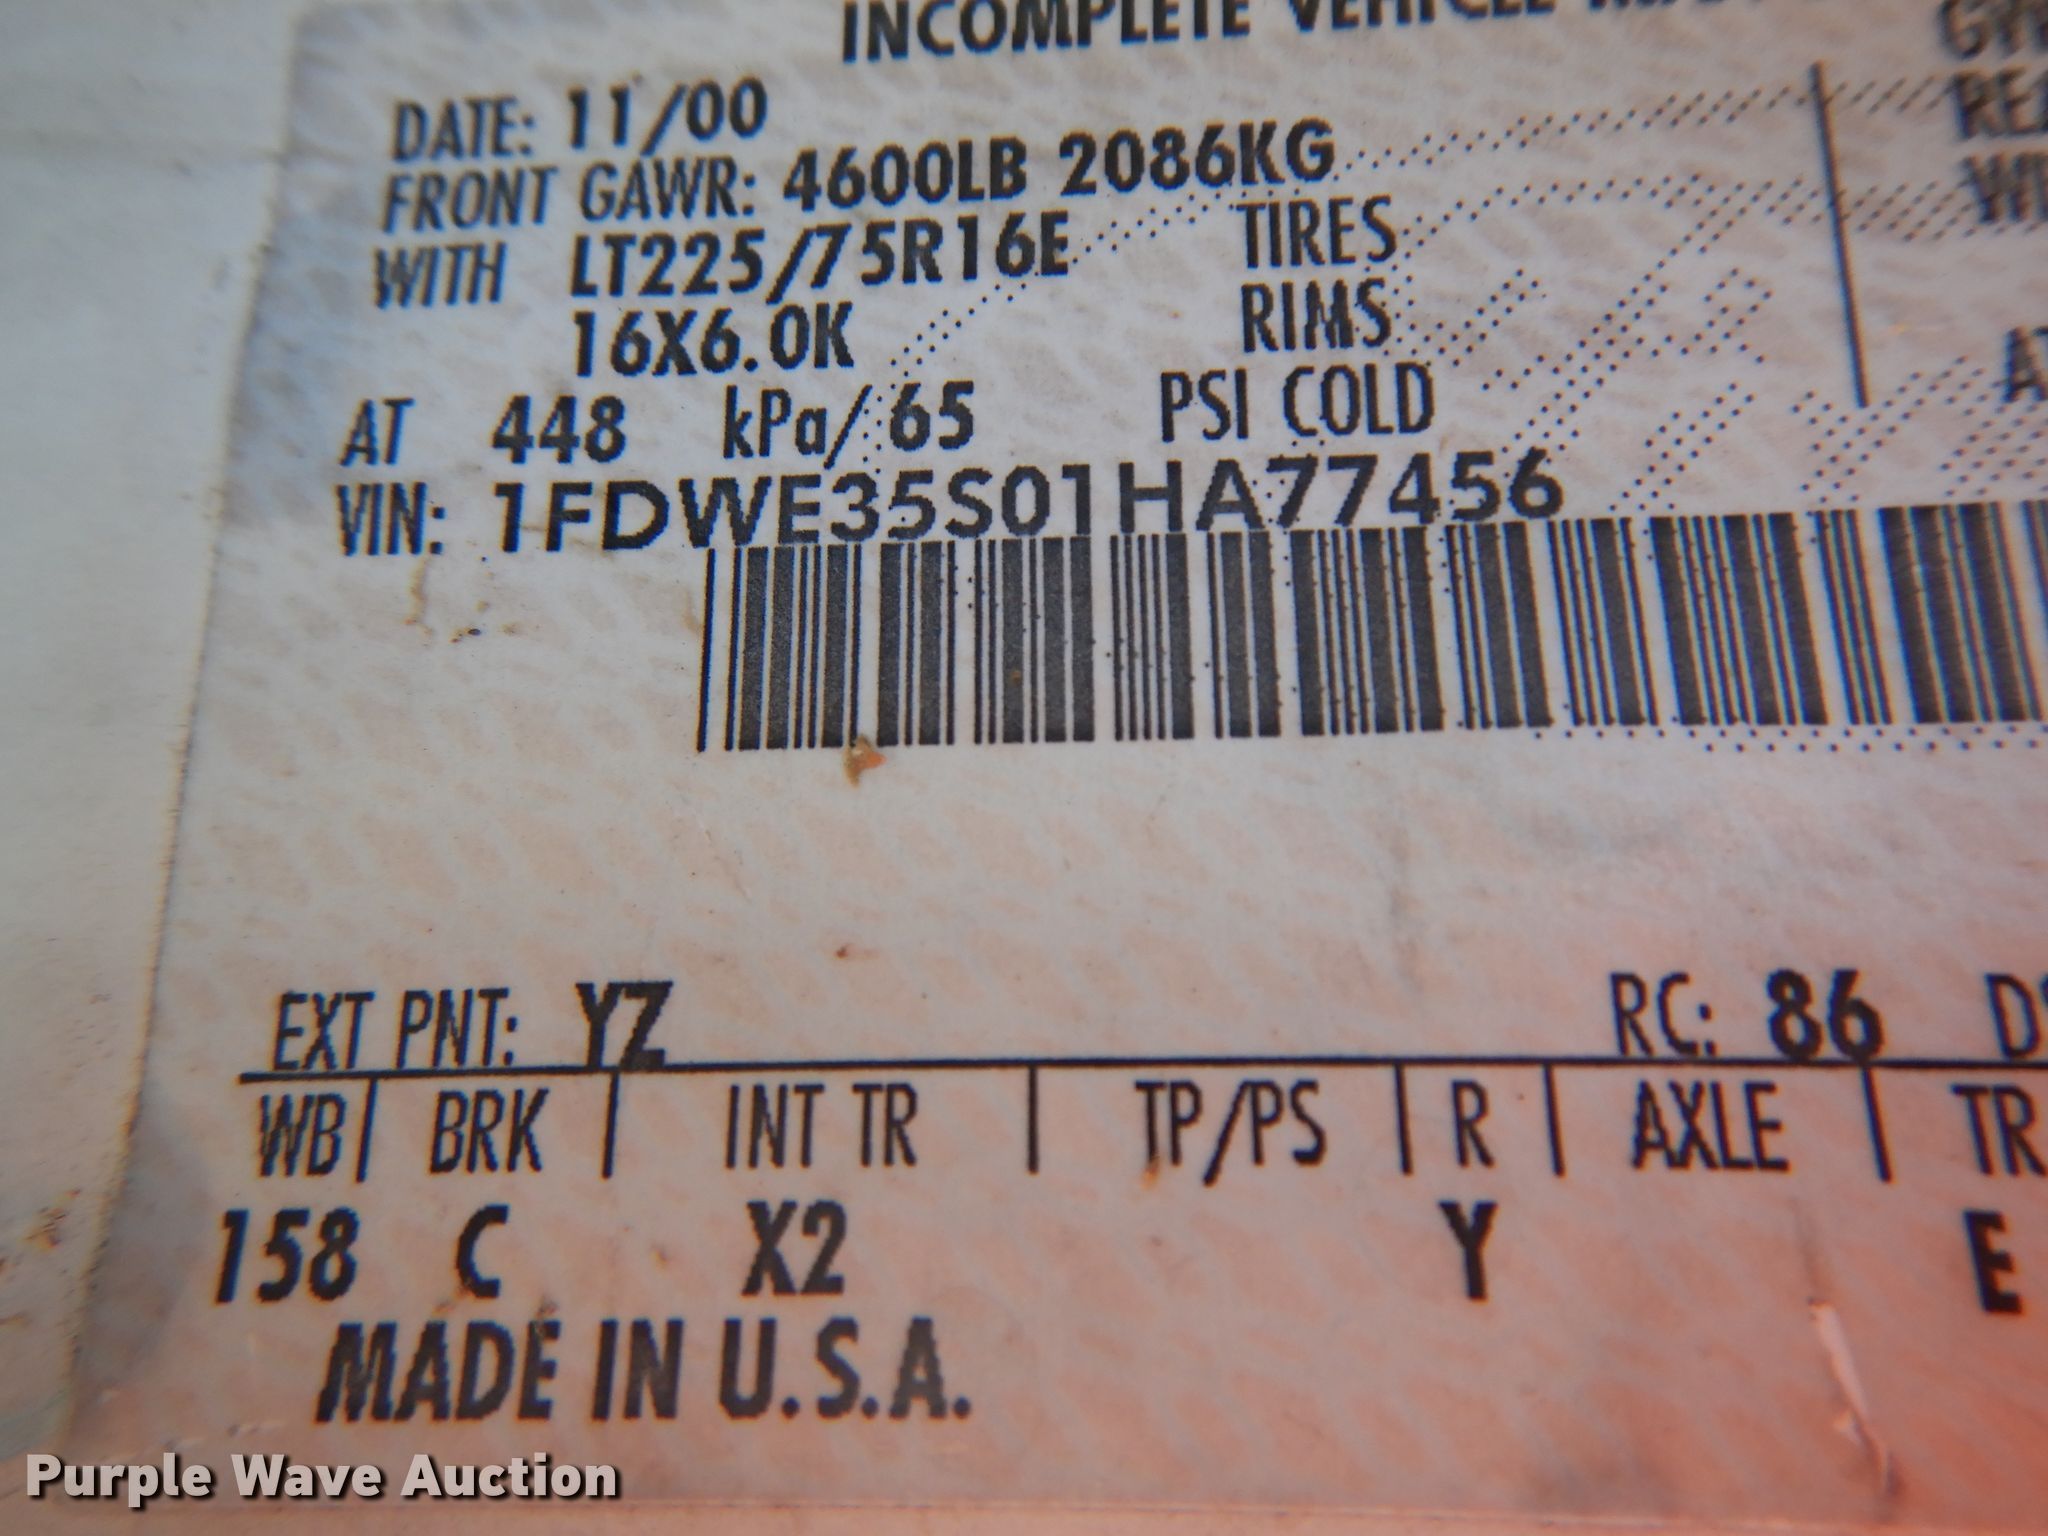 INCOMPLETE VEHICLE
DATE: 11/00
FRONT GAWR: 4600LB 2086KG
WITH LT225/75R16E TIRES
16X6.0K RIMS
AT 448 kPa/65 PSI COLD
VIN: 1FDWE35S01HA77456
EXT PNT: YZ RC: 86
WB BRK INT TR TP/PS R AXLE TR
158 C X2 Y E
MADE IN U.S.A.
Purple Wave Auction